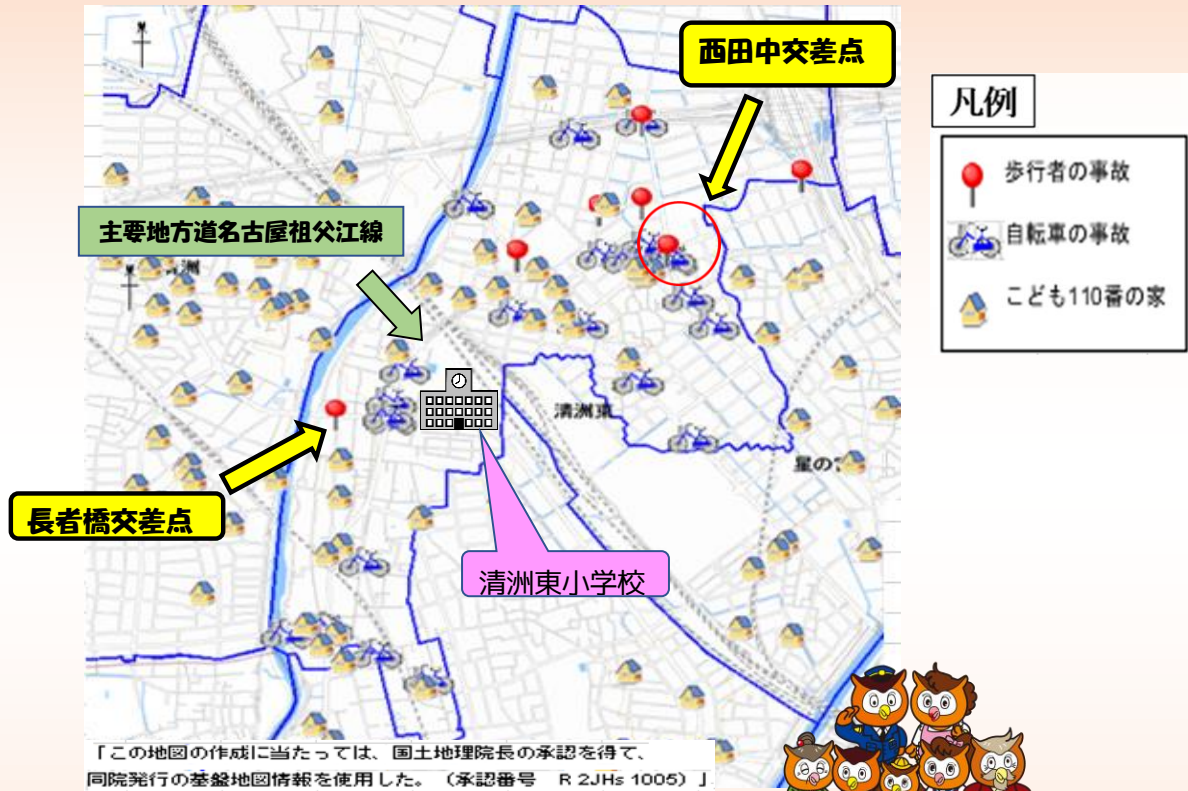 西田中交差点
凡例
歩行者の事故
自転車の事故
こども110番の家
主要地方道名古屋祖父江線
清洲
清洲東
星の
長者橋交差点
清洲東小学校
「この地図の作成に当たっては、国土地理院長の承認を得て、
同院発行の基盤地図情報を使用した。（承認番号　R 2JHs 1005）」